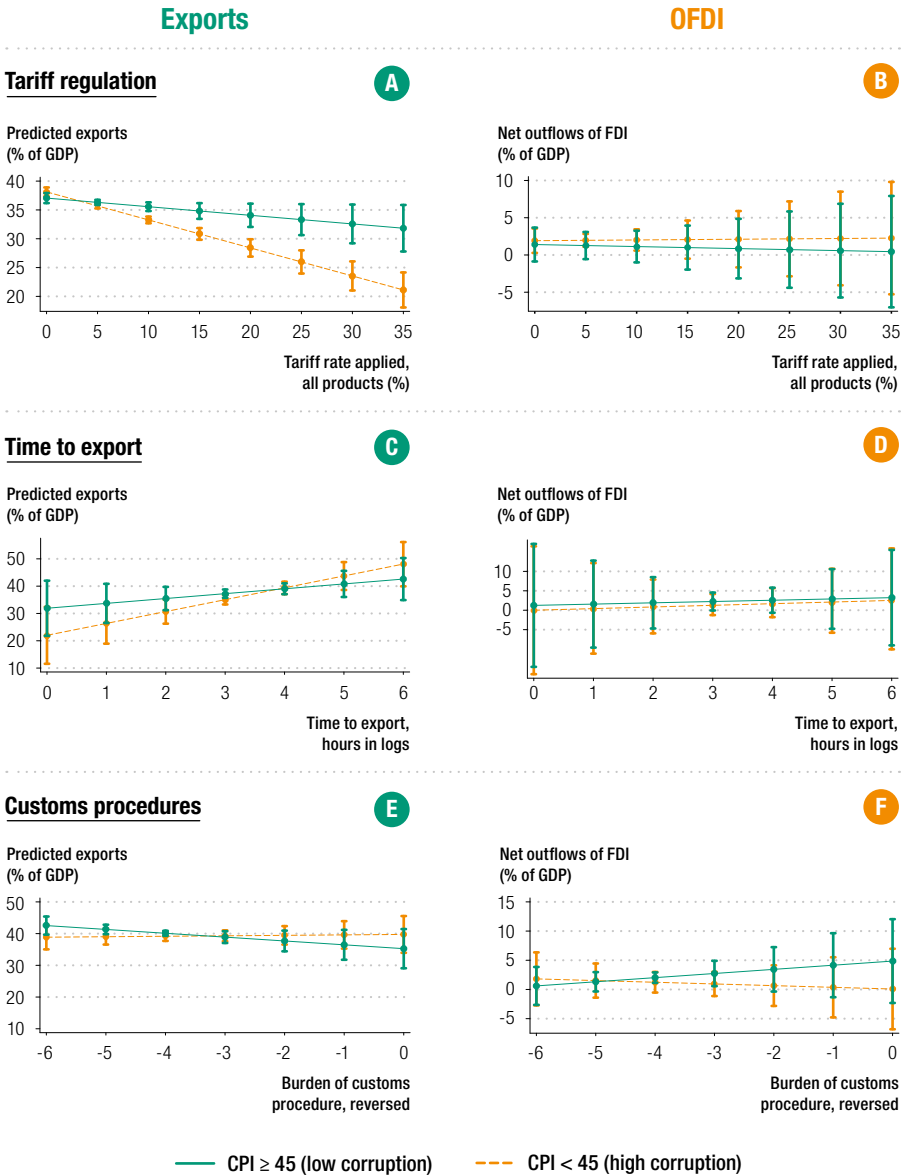 Exports
OFDI
Tariff regulation
A
B
Predicted exports
(% of GDP)
40
35
30
25
20
0 5 10 15 20 25 30 35
Tariff rate applied,
all products (%)
Net outflows of FDI
(% of GDP)
10
5
0
-5
0 5 10 15 20 25 30 35
Tariff rate applied,
all products (%)
Time to export
C
D
Predicted exports
(% of GDP)
50
40
30
20
10
0 1 2 3 4 5 6
Time to export,
hours in logs
Net outflows of FDI
(% of GDP)
10
5
0
-5
0 1 2 3 4 5 6
Time to export,
hours in logs
Customs procedures
E
F
Predicted exports
(% of GDP)
50
40
30
20
10
-6 -5 -4 -3 -2 -1 0
Burden of customs
procedure, reversed
Net outflows of FDI
(% of GDP)
15
10
5
0
-5
-6 -5 -4 -3 -2 -1 0
Burden of customs
procedure, reversed
CPI ≥ 45 (low corruption)
CPI < 45 (high corruption)